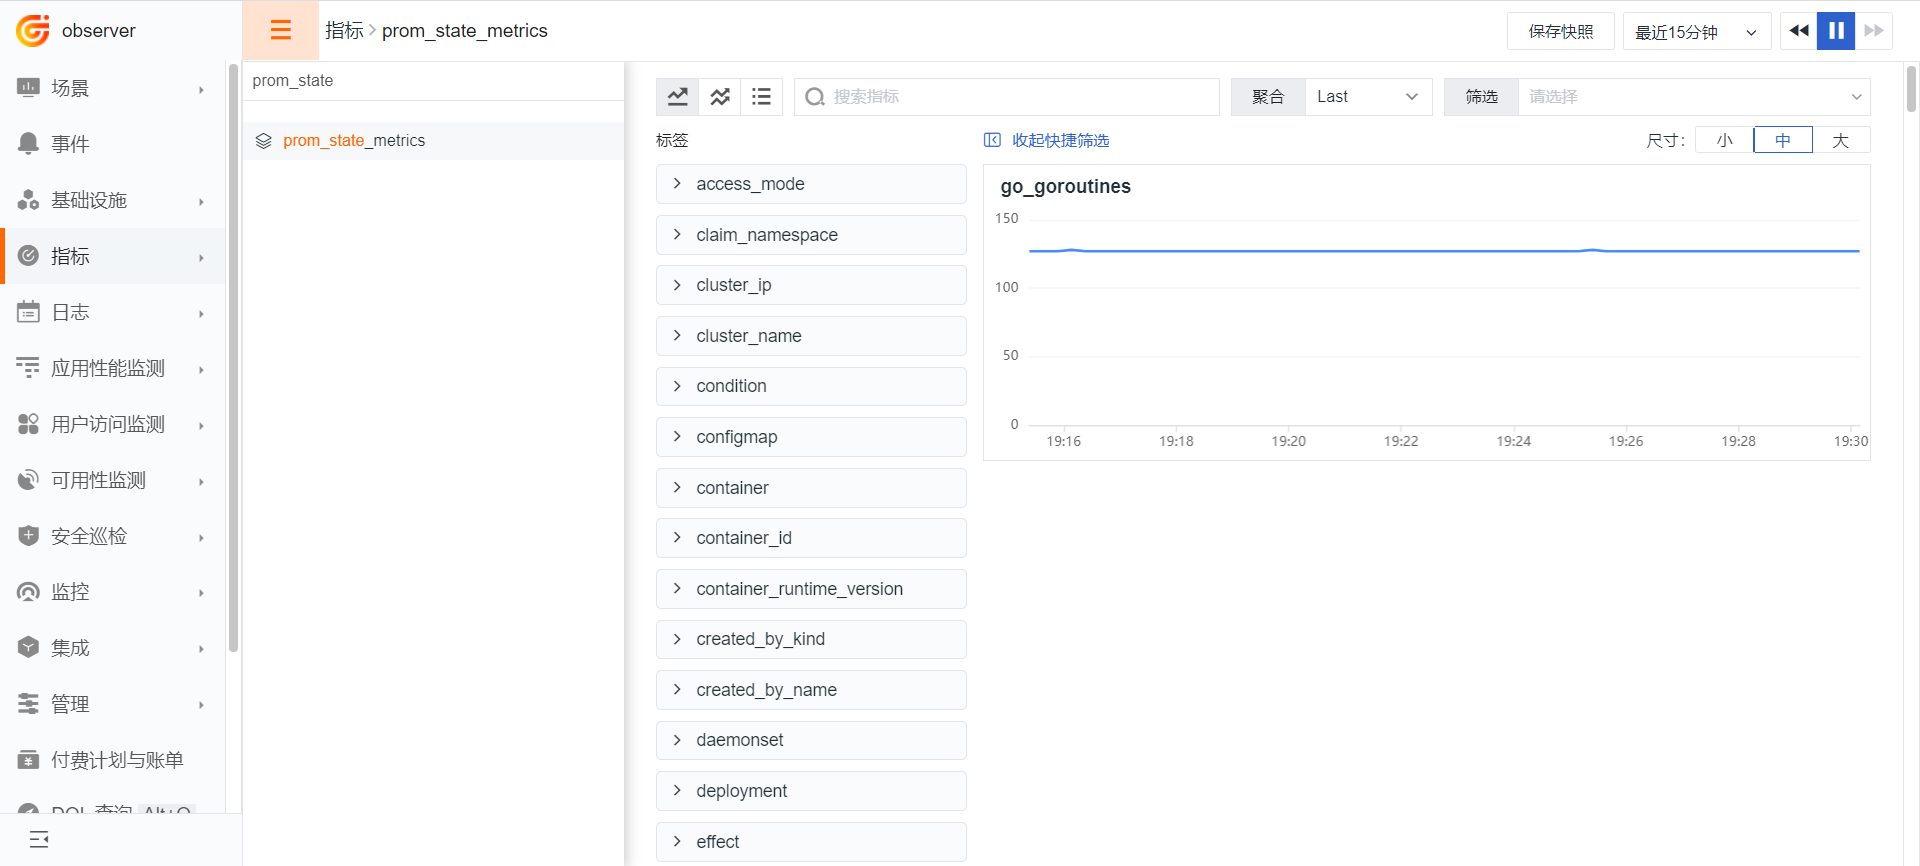 observer
指标 prom_state_metrics
保存快照
最近15分钟
场景
事件
基础设施
指标
日志
应用性能监测
用户访问监测
可用性监测
安全巡检
监控
集成
管理
付费计划与账单
DQL 查询 Alt+Q
prom_state
prom_state_metrics
搜索指标
聚合 Last
筛选 请选择
标签
收起快捷筛选
尺寸: 小 中 大
access_mode
claim_namespace
cluster_ip
cluster_name
condition
configmap
container
container_id
container_runtime_version
created_by_kind
created_by_name
daemonset
deployment
effect
go_goroutines
150
100
50
0
19:16 19:18 19:20 19:22 19:24 19:26 19:28 19:30